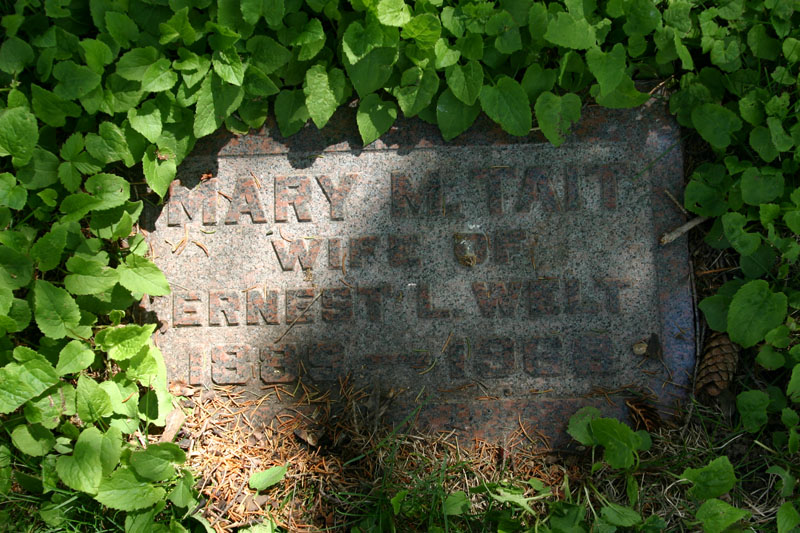 MARY M. TAIT
WIFE OF
ERNEST L. WELT